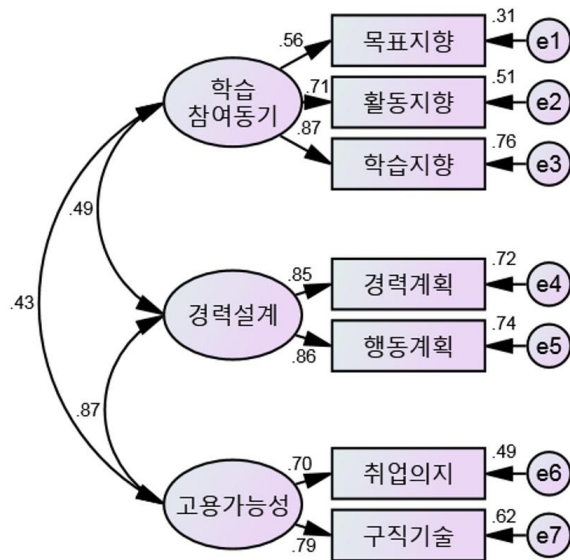 .31
.56
목표지향
e1
학습
참여동기
.71
.51
활동지향
e2
.87
.76
학습지향
e3
.49
.43
.72
.85
경력계획
e4
경력설계
.74
.86
행동계획
e5
.87
.49
.70
취업의지
e6
고용가능성
.62
.79
구직기술
e7